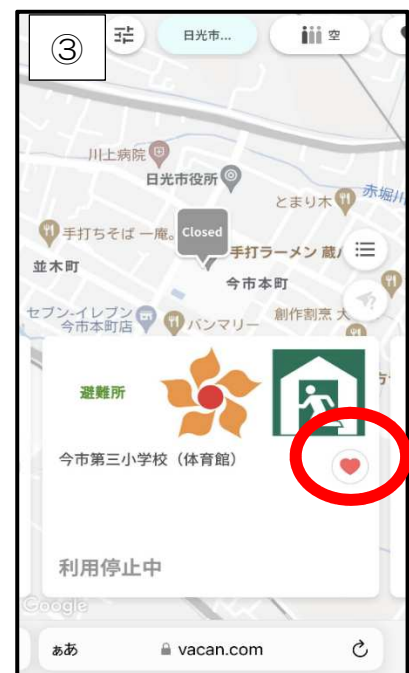 ③
日光市...
空
川上病院
日光市役所
とまり木
赤堀川
手打ちそば 一庵。
Closed
手打ラーメン 蔵
並木町
今市本町
セブン-イレブン
今市本町店
バンマリー
創作割烹 大
避難所
方
今市第三小学校（体育館）
利用停止中
Google
ぁあ
vacan.com